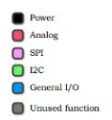 Power
Analog
SPI
I2C
General I/O
Unused function